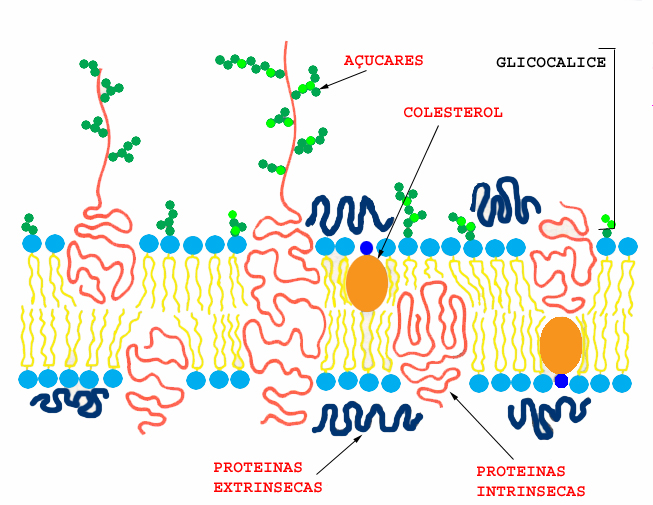 AÇUCARES
GLICOCALICE
COLESTEROL
PROTEINAS
EXTRINSECAS
PROTEINAS
INTRINSECAS